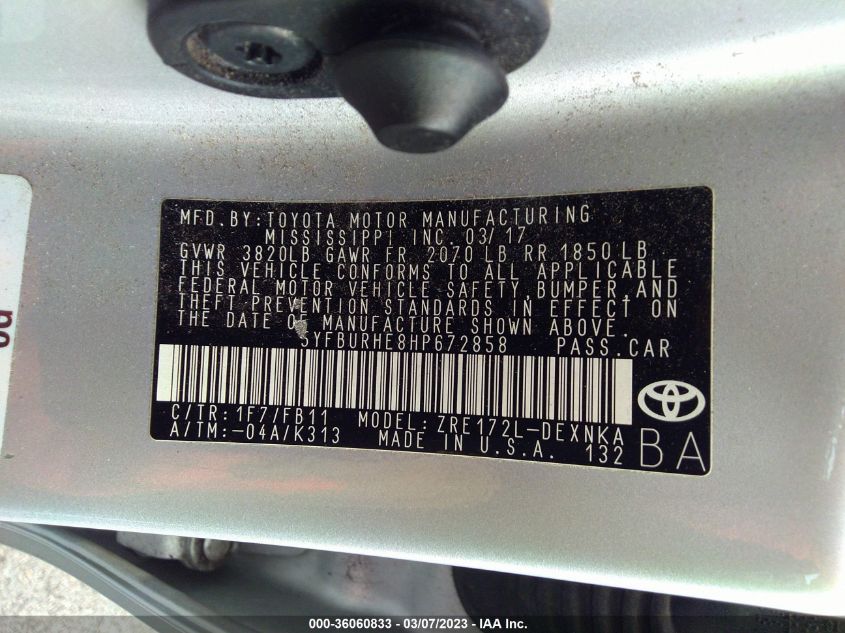 MFD. BY: TOYOTA MOTOR MANUFACTURING
MISSISSIPPI INC. 03/17
GVWR 3820LB GAWR FR 2070 LB RR 1850 LB
THIS VEHICLE CONFORMS TO ALL APPLICABLE
FEDERAL MOTOR VEHICLE SAFETY, BUMPER, AND
THEFT PREVENTION STANDARDS IN EFFECT ON
THE DATE OF MANUFACTURE SHOWN ABOVE.
5YFBURHE8HP672858 PASS. CAR
C/TR: 1F7/FB11 MODEL: ZRE172L-DEXNKA
A/TM: -04A/K313 MADE IN U.S.A. 132
BA
000-36060833 - 03/07/2023 - IAA Inc.